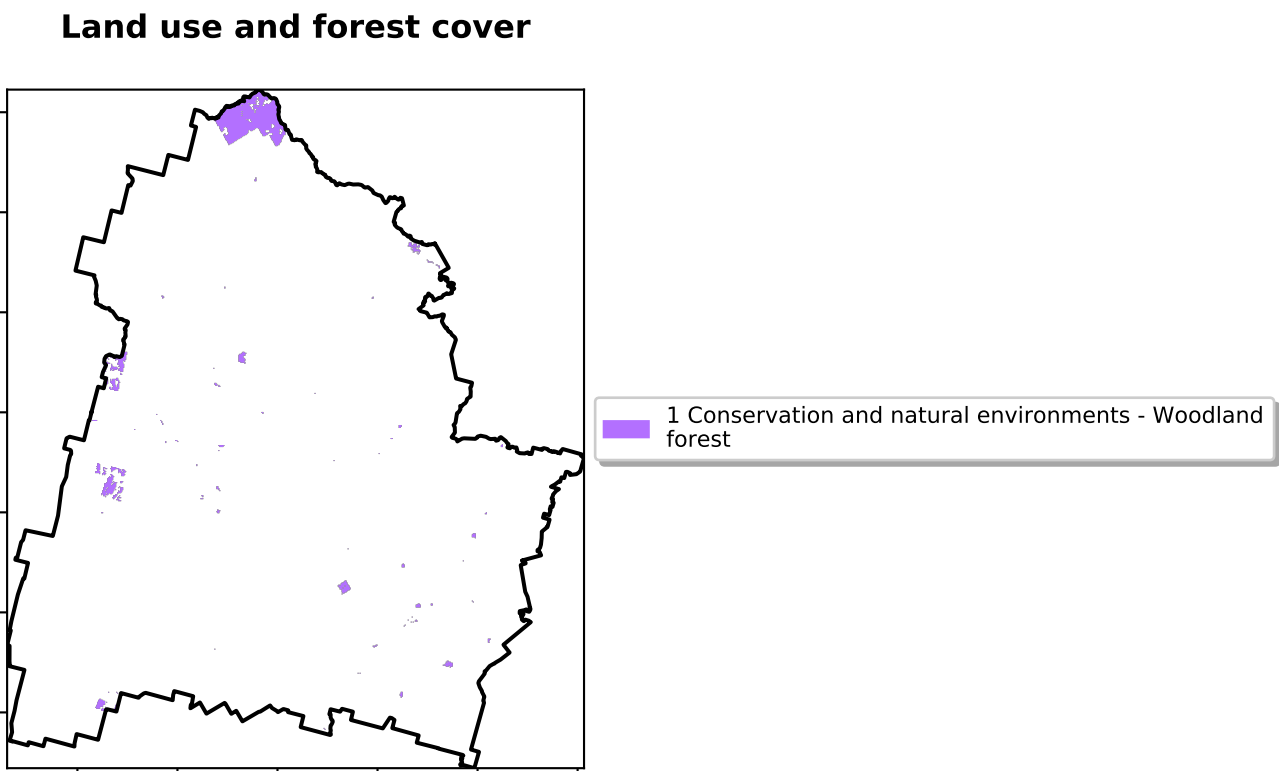 Land use and forest cover
1 Conservation and natural environments - Woodland
forest